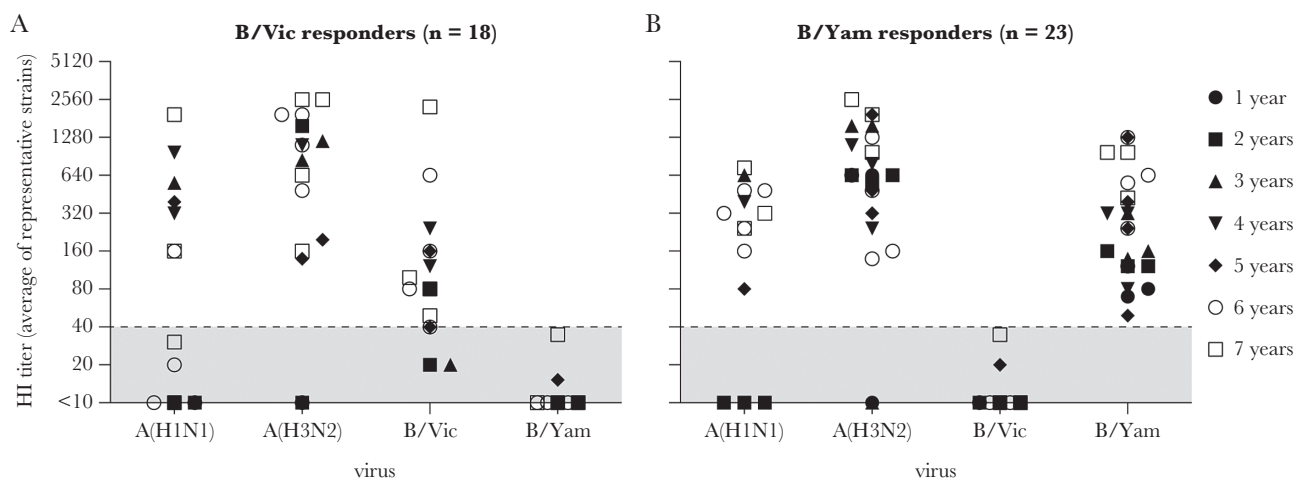 A
B/Vic responders (n = 18)
HI titer (average of representative strains)
5120
2560
1280
640
320
160
80
40
20
<10
A(H1N1)
A(H3N2)
B/Vic
B/Yam
virus
B
B/Yam responders (n = 23)
A(H1N1)
A(H3N2)
B/Vic
B/Yam
virus
1 year
2 years
3 years
4 years
5 years
6 years
7 years